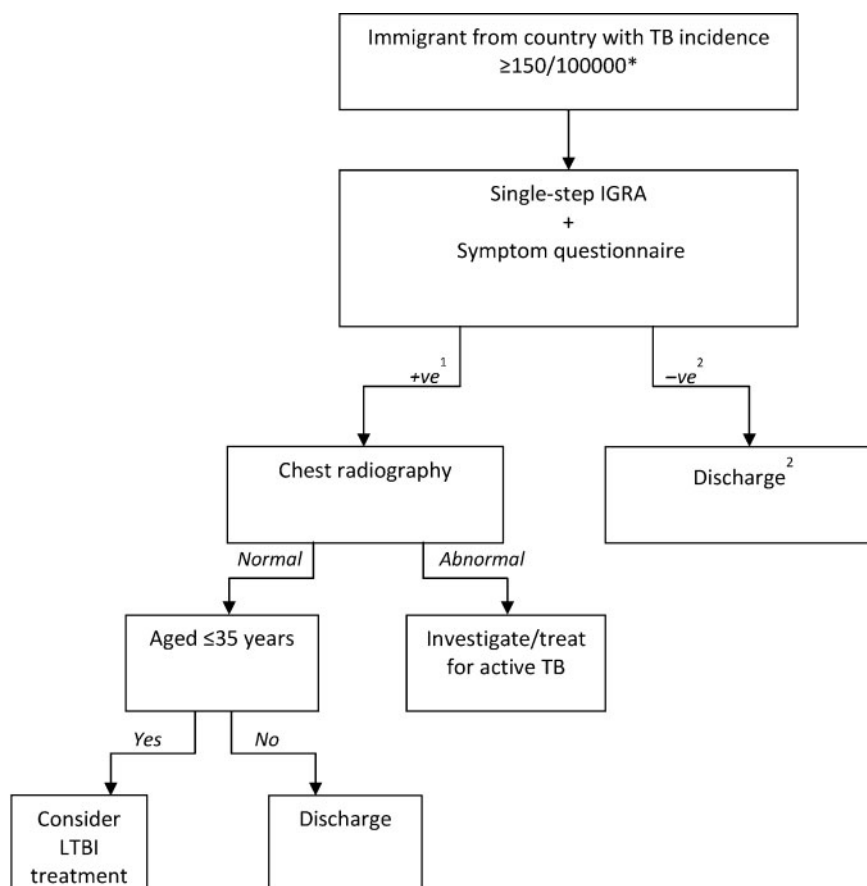 Immigrant from country with TB incidence
≥150/100000*
Single-step IGRA
+
Symptom questionnaire
+ve¹
–ve²
Chest radiography
Discharge²
Normal
Abnormal
Aged ≤35 years
Investigate/treat
for active TB
Yes
No
Consider
LTBI
treatment
Discharge